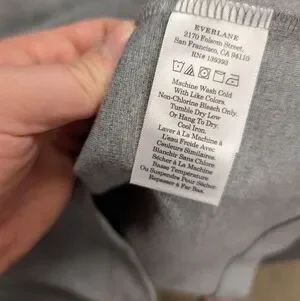 EVERLANE
2170 Folsom Street,
San Francisco, CA 94110
RN# 139393
Machine Wash Cold
With Like Colors.
Non-Chlorine Bleach Only.
Tumble Dry Low
Or Hang To Dry.
Cool Iron.
Laver À La Machine À
L'eau Froide Avec
Couleurs Similaires.
Blanchir Sans Chlore.
Sécher à La Machine
Basse Température
Ou Suspendre Pour Sécher.
Repasser à Fer Bas.